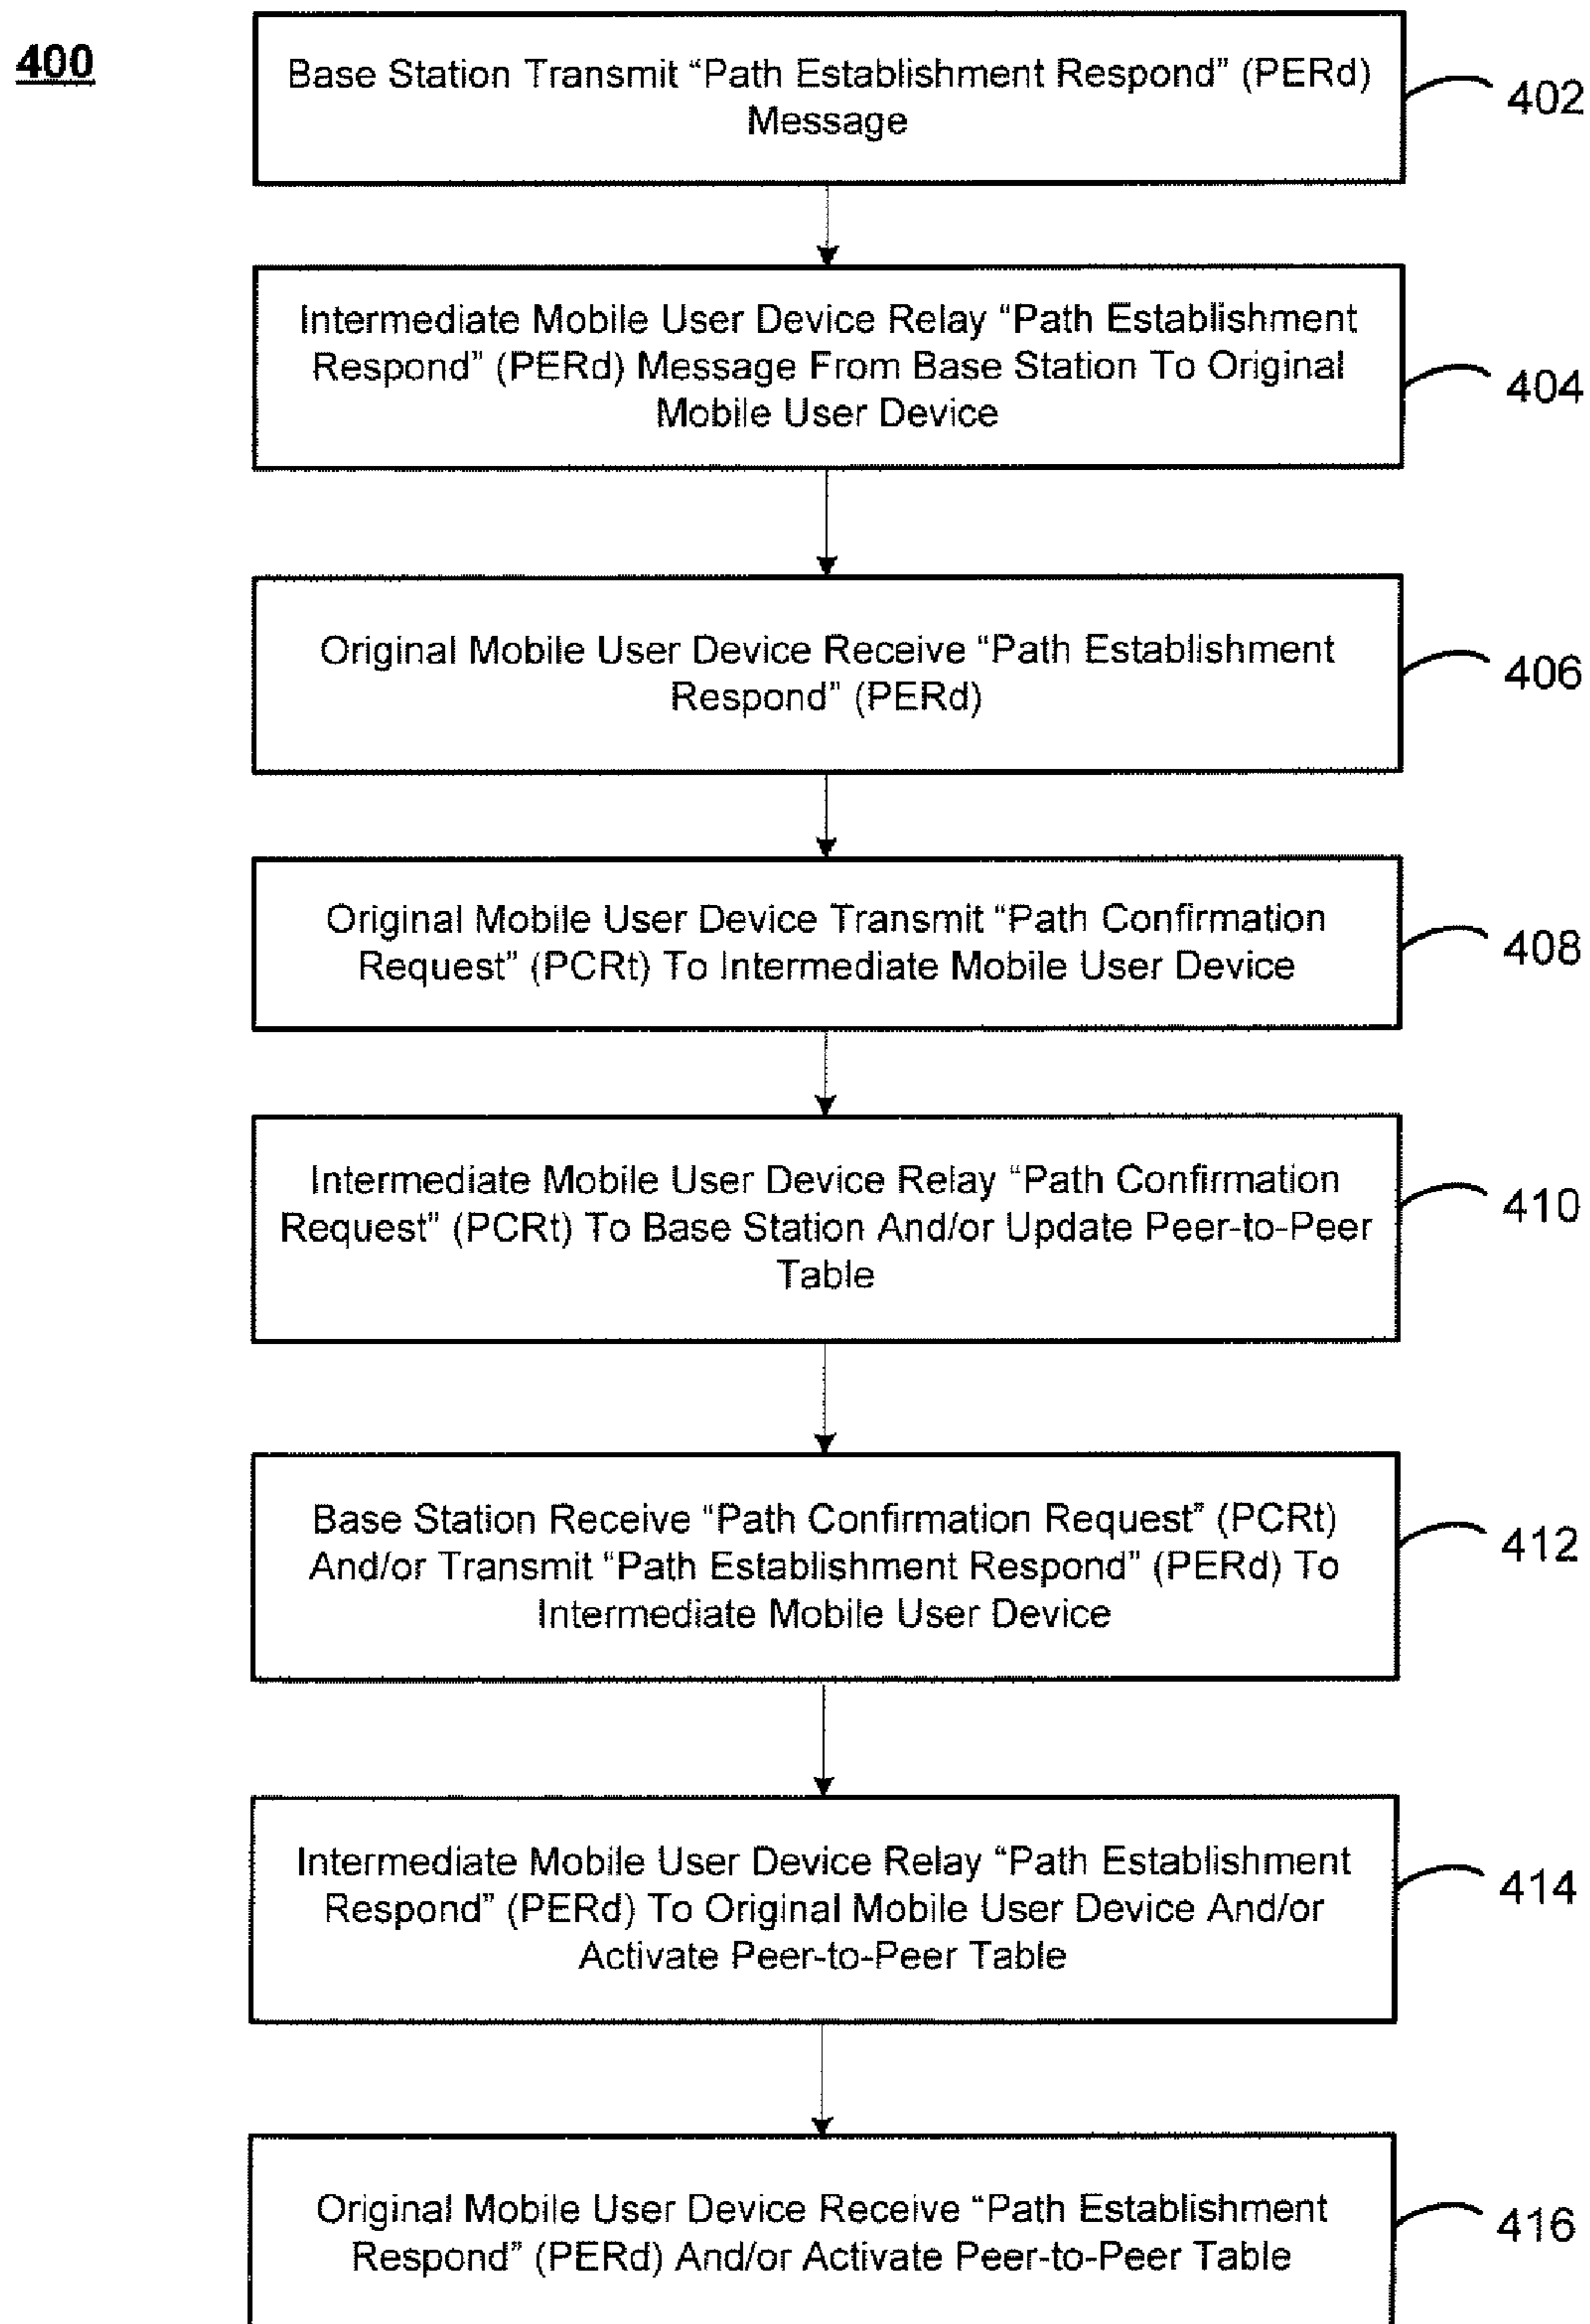 400
Base Station Transmit “Path Establishment Respond” (PERd)
Message
402
Intermediate Mobile User Device Relay “Path Establishment
Respond” (PERd) Message From Base Station To Original
Mobile User Device
404
Original Mobile User Device Receive “Path Establishment
Respond” (PERd)
406
Original Mobile User Device Transmit “Path Confirmation
Request” (PCRt) To Intermediate Mobile User Device
408
Intermediate Mobile User Device Relay “Path Confirmation
Request” (PCRt) To Base Station And/or Update Peer-to-Peer
Table
410
Base Station Receive “Path Confirmation Request” (PCRt)
And/or Transmit “Path Establishment Respond” (PERd) To
Intermediate Mobile User Device
412
Intermediate Mobile User Device Relay “Path Establishment
Respond” (PERd) To Original Mobile User Device And/or
Activate Peer-to-Peer Table
414
Original Mobile User Device Receive “Path Establishment
Respond” (PERd) And/or Activate Peer-to-Peer Table
416